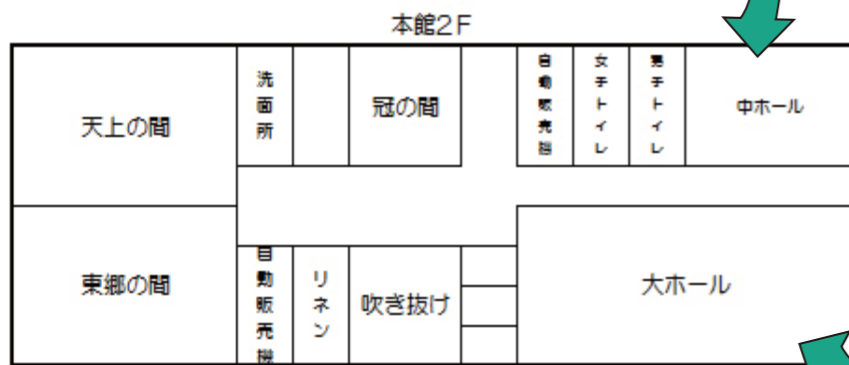 本館2F
天上の間
洗面所
冠の間
自動販売機
女子トイレ
男子トイレ
中ホール
東郷の間
自動販売機
リネン
吹き抜け
大ホール